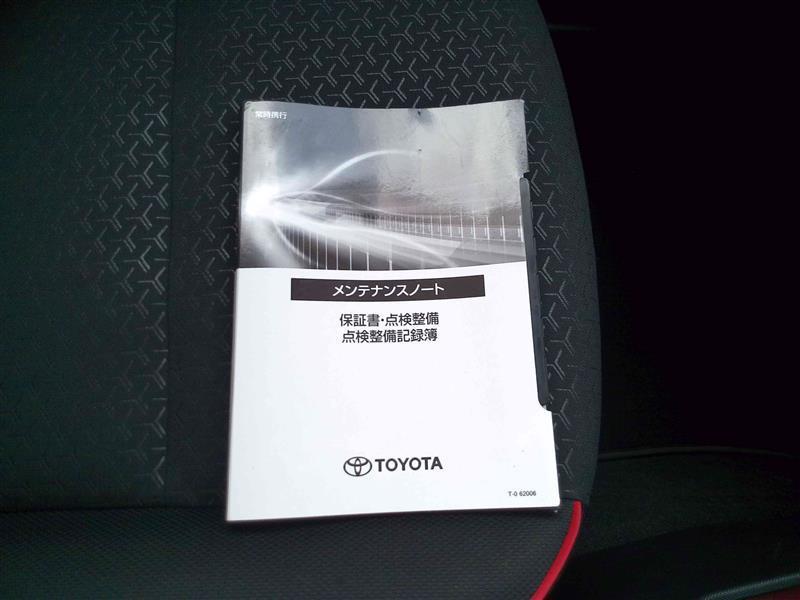 常時携行
メンテナンスノート
保証書・点検整備
点検整備記録簿
TOYOTA
T-0 62006